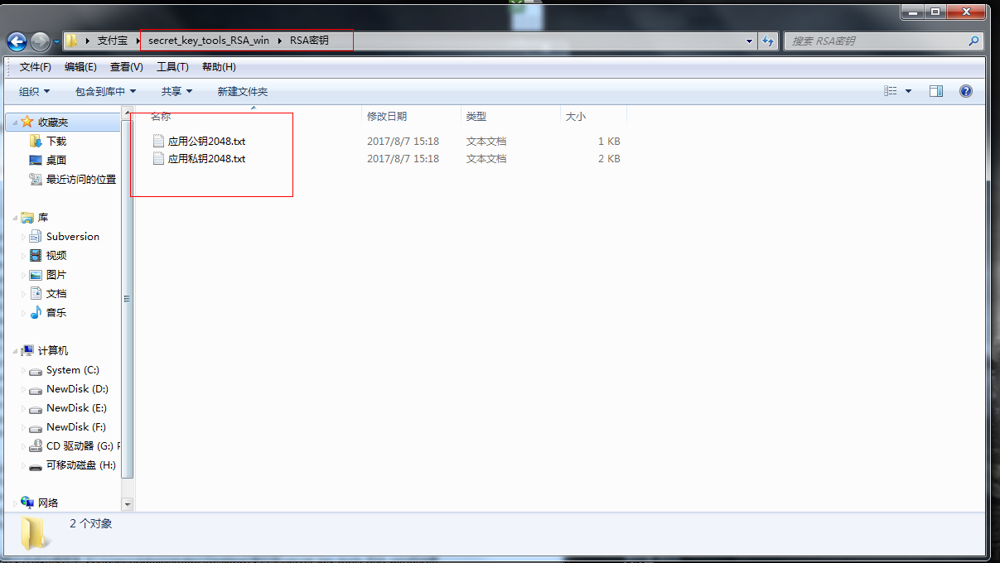 支付宝 secret_key_tools_RSA_win RSA密钥
搜索 RSA密钥
文件(F) 编辑(E) 查看(V) 工具(T) 帮助(H)
组织 包含到库中 共享 新建文件夹
收藏夹
下载
桌面
最近访问的位置
库
Subversion
视频
图片
文档
音乐
计算机
System (C:)
NewDisk (D:)
NewDisk (E:)
NewDisk (F:)
CD 驱动器 (G:)
可移动磁盘 (H:)
网络
名称 修改日期 类型 大小
应用公钥2048.txt 2017/8/7 15:18 文本文档 1 KB
应用私钥2048.txt 2017/8/7 15:18 文本文档 2 KB
2 个对象